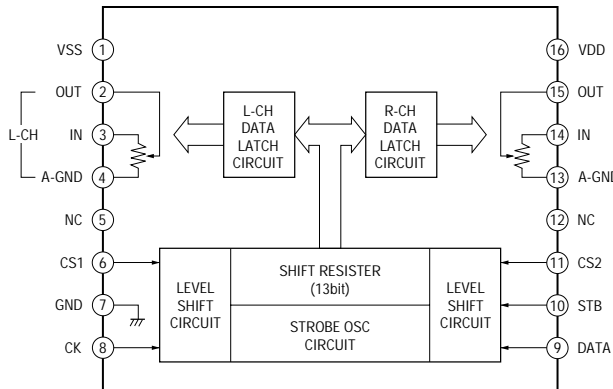 VSS 1
OUT 2
L-CH
IN 3
A-GND 4
NC 5
CS1 6
GND 7
CK 8
L-CH
DATA
LATCH
CIRCUIT
R-CH
DATA
LATCH
CIRCUIT
LEVEL
SHIFT
CIRCUIT
SHIFT RESISTER
(13bit)
STROBE OSC
CIRCUIT
LEVEL
SHIFT
CIRCUIT
16 VDD
15 OUT
14 IN
13 A-GND
12 NC
11 CS2
10 STB
9 DATA